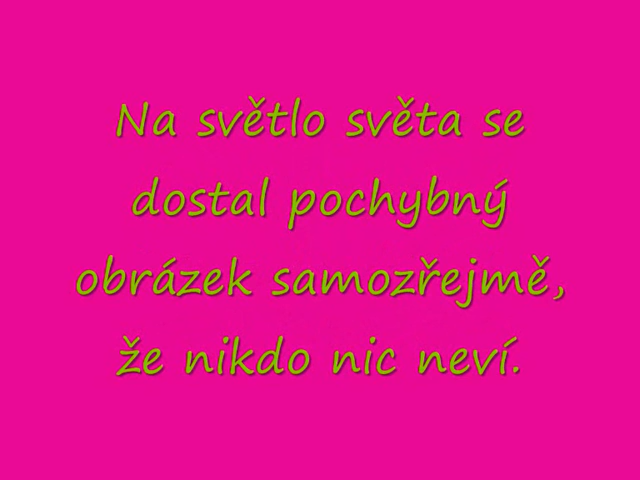 Na světlo světa se
dostal pochybný
obrázek samozřejmě,
že nikdo nic neví.